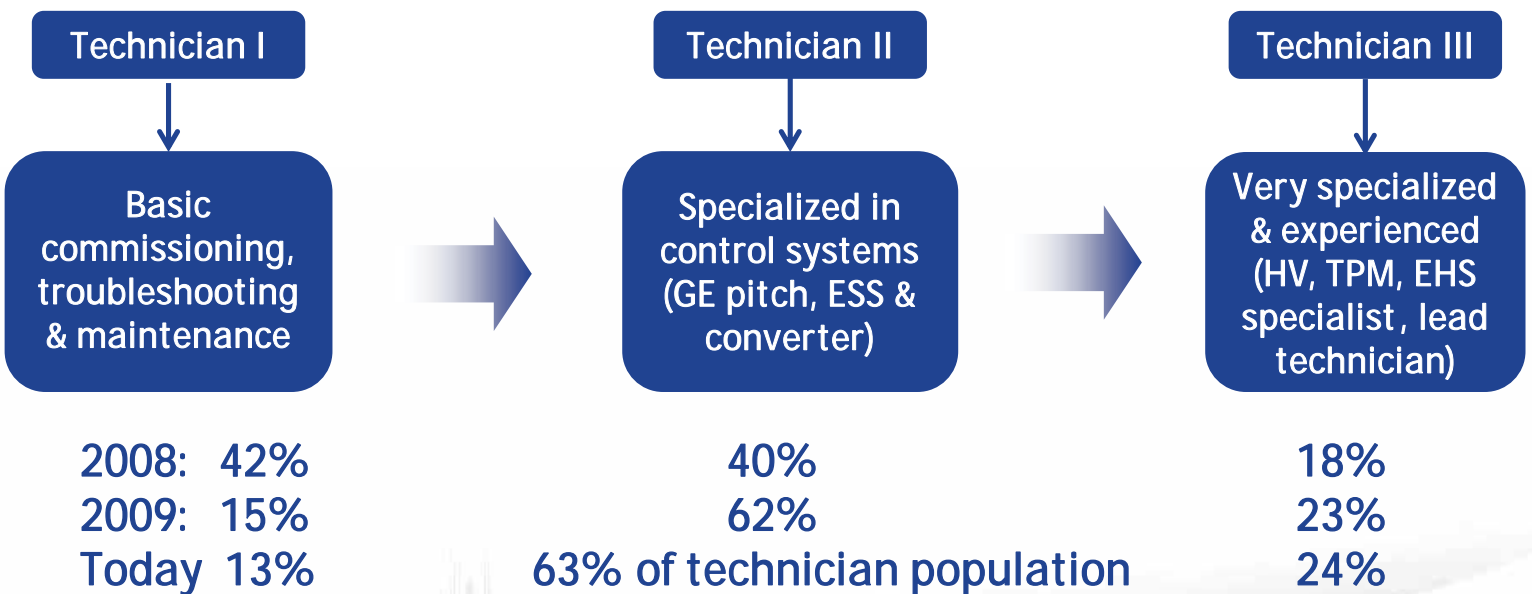 Technician I
Technician II
Technician III
Basic
commissioning,
troubleshooting
& maintenance
Specialized in
control systems
(GE pitch, ESS &
converter)
Very specialized
& experienced
(HV, TPM, EHS
specialist, lead
technician)
2008: 42% 40% 18%
2009: 15% 62% 23%
Today 13% 63% of technician population 24%